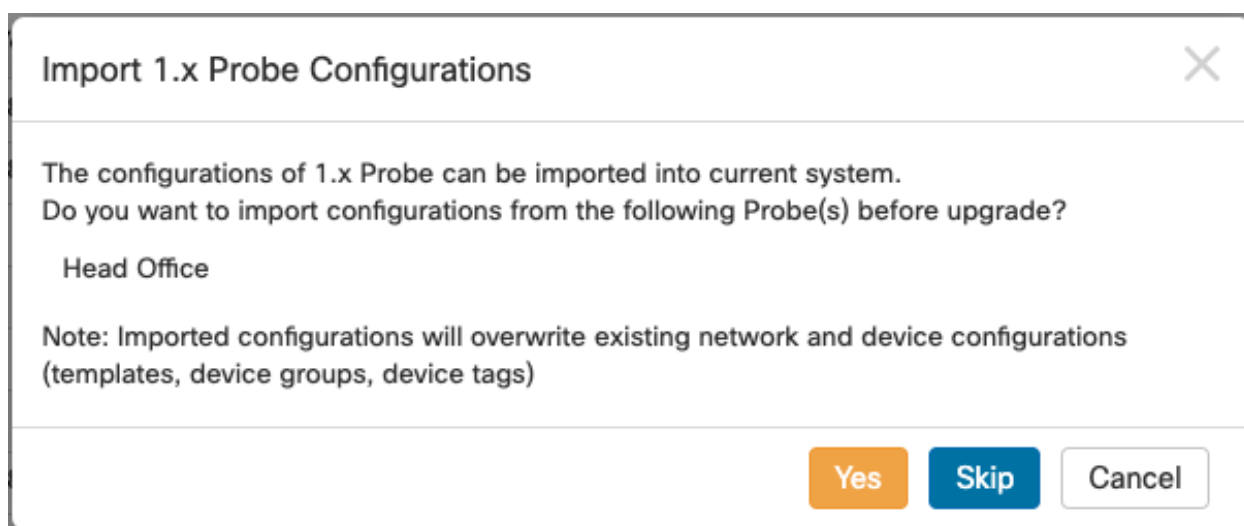 Import 1.x Probe Configurations
The configurations of 1.x Probe can be imported into current system.
Do you want to import configurations from the following Probe(s) before upgrade?
Head Office
Note: Imported configurations will overwrite existing network and device configurations
(templates, device groups, device tags)
Yes Skip Cancel